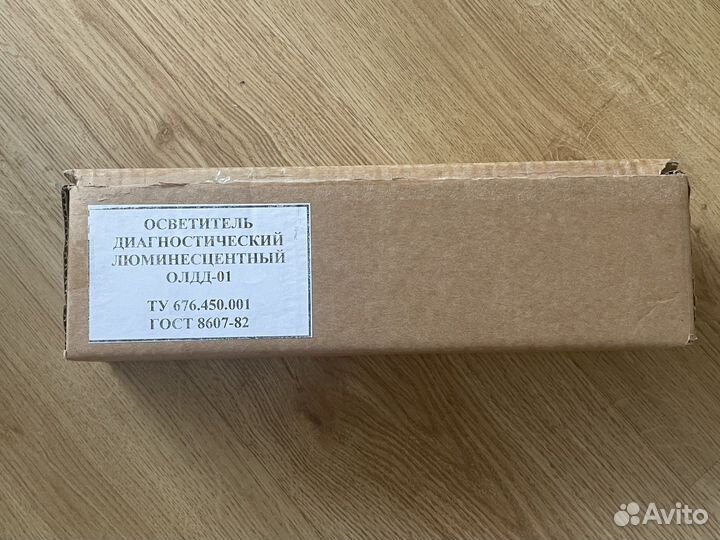 ОСВЕТИТЕЛЬ
ДИАГНОСТИЧЕСКИЙ
ЛЮМИНЕСЦЕНТНЫЙ
ОЛДД-01
ТУ 676.450.001
ГОСТ 8607-82
Avito